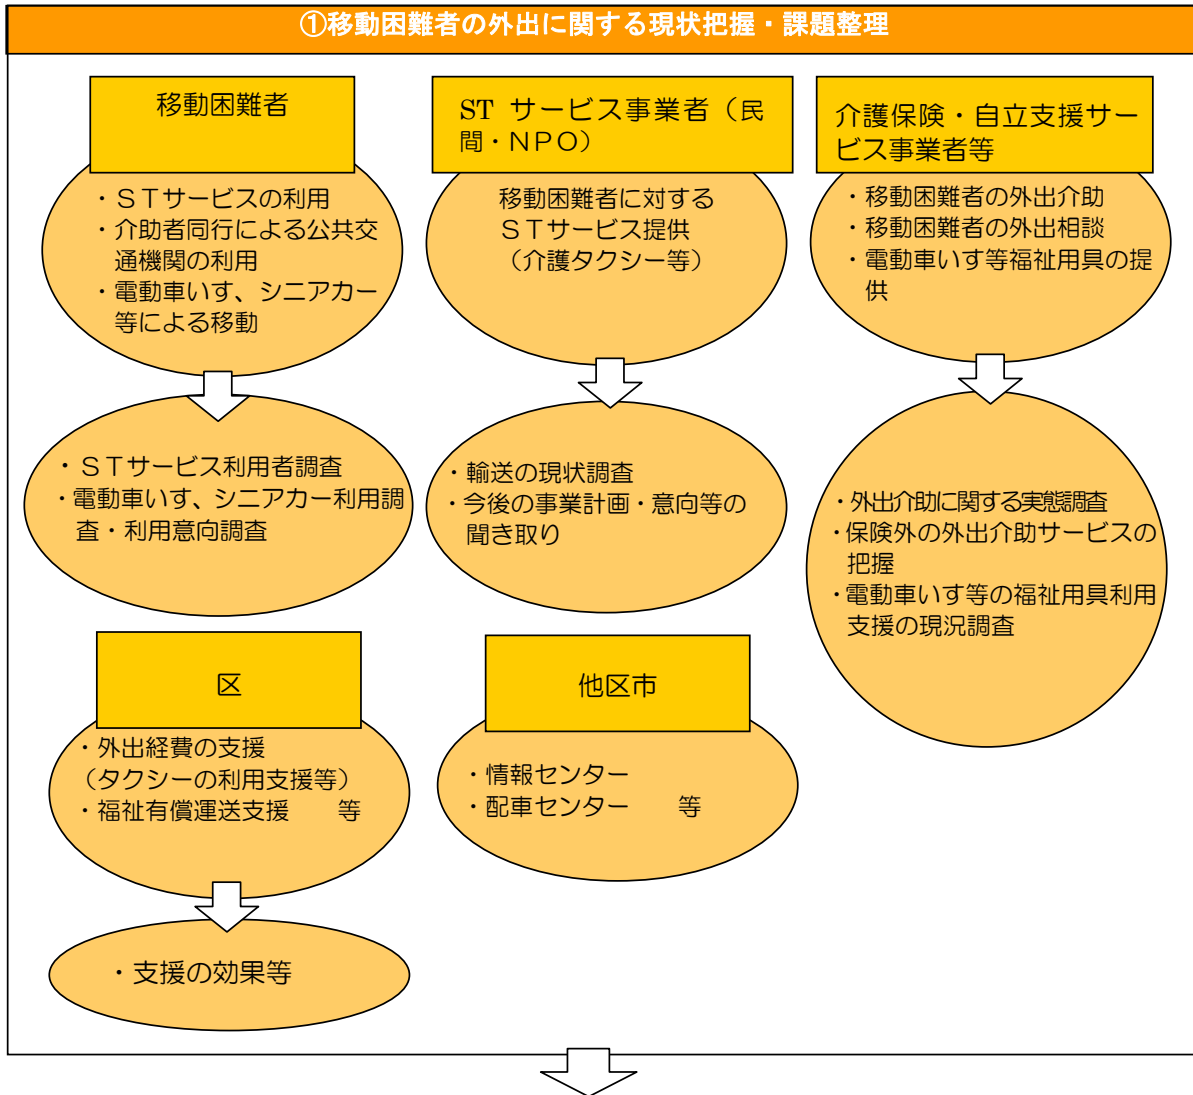 ①移動困難者の外出に関する現状把握・課題整理
移動困難者
・ＳＴサービスの利用
・介助者同行による公共交
通機関の利用
・電動車いす、シニアカー
等による移動
・ＳＴサービス利用者調査
・電動車いす、シニアカー利用調
査・利用意向調査
ST サービス事業者（民
間・ＮＰＯ）
移動困難者に対する
ＳＴサービス提供
（介護タクシー等）
・輸送の現状調査
・今後の事業計画・意向等の
聞き取り
介護保険・自立支援サー
ビス事業者等
・移動困難者の外出介助
・移動困難者の外出相談
・電動車いす等福祉用具の提
供
・外出介助に関する実態調査
・保険外の外出介助サービスの
把握
・電動車いす等の福祉用具利用
支援の現況調査
区
・外出経費の支援
（タクシーの利用支援等）
・福祉有償運送支援　　等
・支援の効果等
他区市
・情報センター
・配車センター　　等